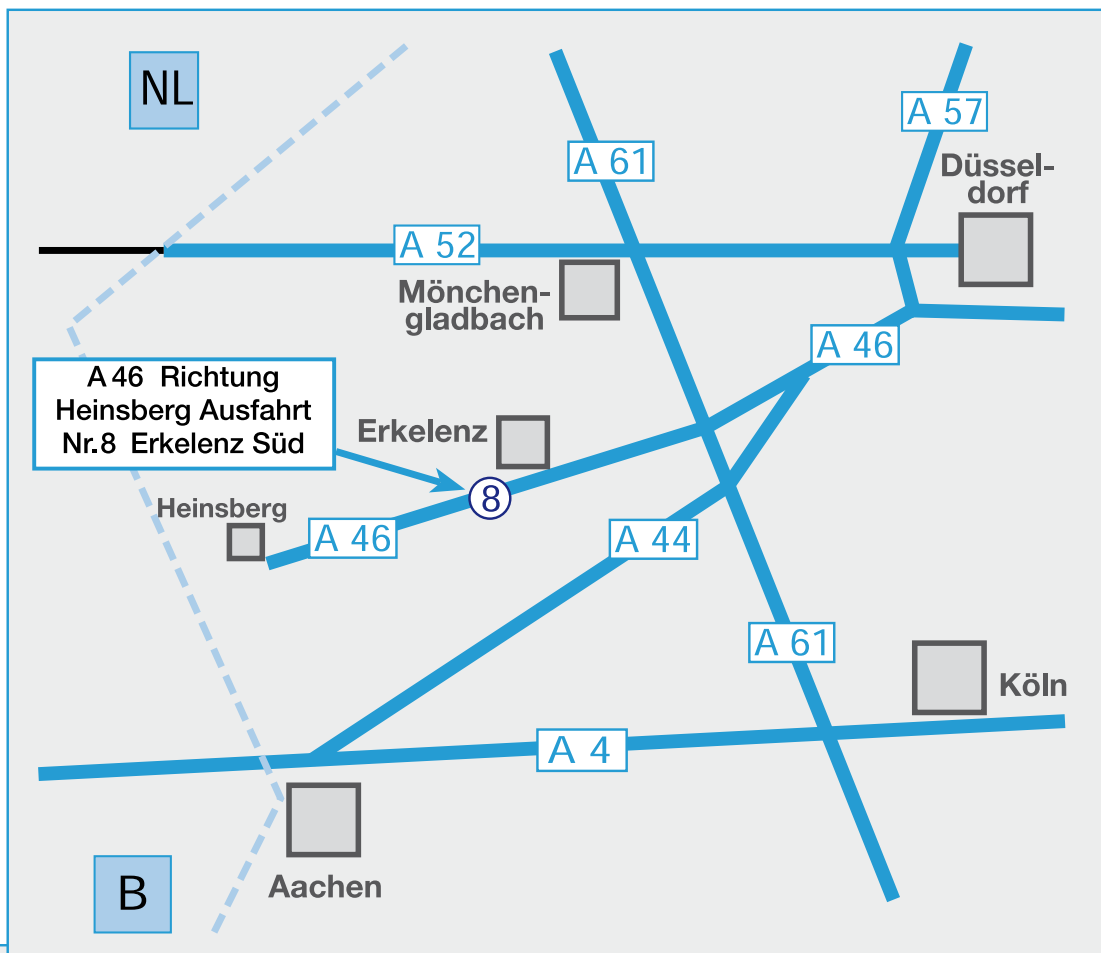 NL
A 57
A 61
Düssel-
dorf
A 52
Mönchen-
gladbach
A 46
A 46 Richtung
Heinsberg Ausfahrt
Nr.8 Erkelenz Süd
Erkelenz
8
Heinsberg
A 46
A 44
A 61
Köln
A 4
Aachen
B